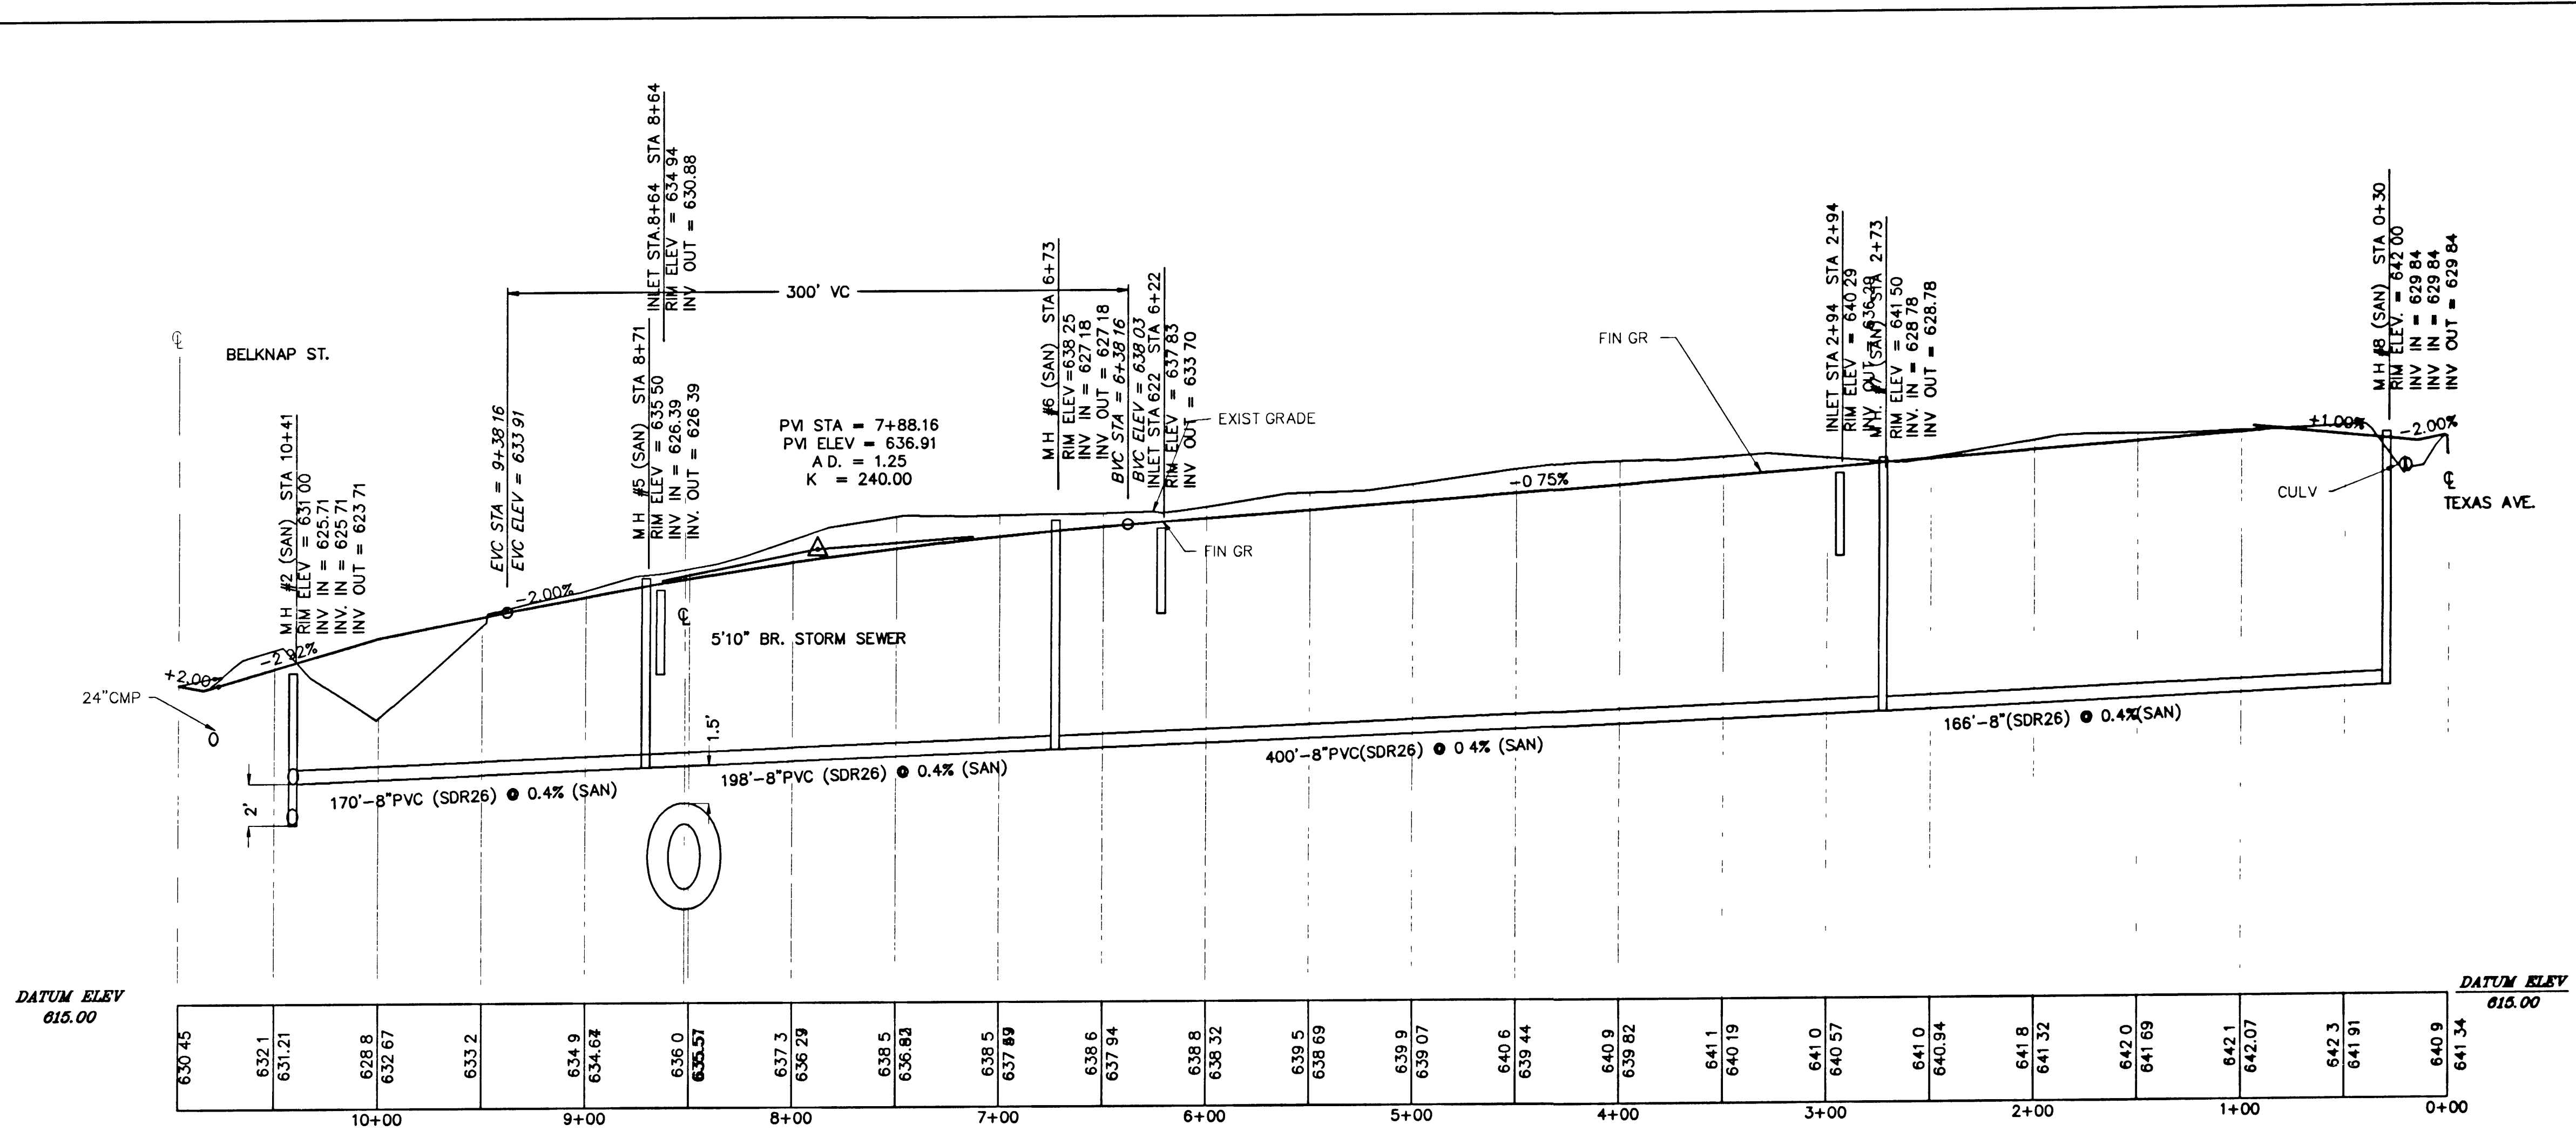 ℄
BELKNAP ST.
M H #2 (SAN) STA 10+41
RIM ELEV = 631 00
INV IN = 625.71
INV. IN = 625 71
INV OUT = 623 71
EVC STA = 9+38 16
EVC ELEV = 633 91
300' VC
M H #5 (SAN) STA 8+71
RIM ELEV = 635 50
INV IN = 626.39
INV. OUT = 626 39
INLET STA.8+64 STA 8+64
RIM ELEV = 634 94
INV OUT = 630.88
PVI STA = 7+88.16
PVI ELEV = 636.91
A D. = 1.25
K = 240.00
M H #6 (SAN) STA 6+73
RIM ELEV=638 25
INV IN = 627 18
INV OUT = 627 18
BVC STA = 6+38 16
BVC ELEV = 638 03
INLET STA 622 STA 6+22
RIM ELEV = 637 83
INV OUT = 633 70
EXIST GRADE
FIN GR
FIN GR
INLET STA 2+94 STA 2+94
RIM ELEV = 640 29
INV OUT = 636 29
M H. #7 (SAN) STA 2+73
RIM ELEV = 641 50
INV. IN = 628 78
INV OUT = 628.78
M H #8 (SAN) STA 0+30
RIM ELEV. = 642 00
INV IN = 629 84
INV IN = 629 84
INV OUT = 629 84
+1.00%
-2.00%
CULV
℄
TEXAS AVE.
-0 75%
-2.00%
+2.00
24"CMP
℄
5'10" BR. STORM SEWER
1.5'
2'
170'-8"PVC (SDR26) @ 0.4% (SAN)
198'-8"PVC (SDR26) @ 0.4% (SAN)
400'-8"PVC(SDR26) @ 0 4% (SAN)
166'-8"(SDR26) @ 0.4%(SAN)
DATUM ELEV
615.00
DATUM ELEV
615.00
630 45
632 1
631.21
628 8
632 67
633 2
634 9
636 0
637 3
638 5
638 5
638 6
637 94
638 8
638 32
639 5
638 69
639 9
639 07
640 6
639 44
640 9
639 82
641 1
640 19
641 0
640 57
641 0
640.94
641 8
641 32
642 0
641 69
642 1
642.07
642 3
641 91
640 9
641 34
10+00
9+00
8+00
7+00
6+00
5+00
4+00
3+00
2+00
1+00
0+00